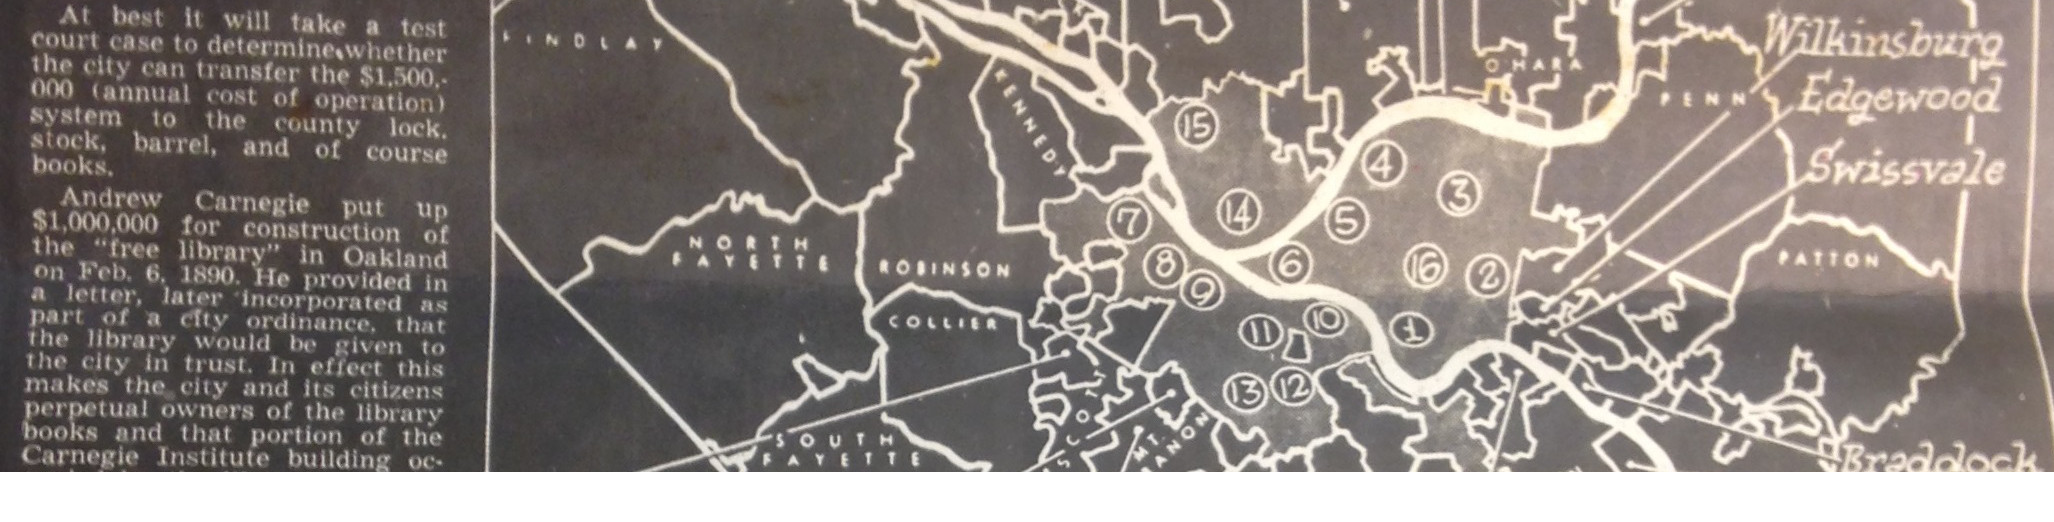 At best it will take a test
court case to determine whether
the city can transfer the $1,500,-
000 (annual cost of operation)
system to the county lock,
stock, barrel, and of course
books.
Andrew Carnegie put up
$1,000,000 for construction of
the "free library" in Oakland
on Feb. 6, 1890. He provided in
a letter, later incorporated as
part of a city ordinance, that
the library would be given to
the city in trust. In effect this
makes the city and its citizens
perpetual owners of the library
books and that portion of the
Carnegie Institute building oc-
FINDLAY
KENNEDY
O'HARA
PENN
Wilkinsburg
Edgewood
Swissvale
15
4
3
14
5
7
NORTH
FAYETTE
ROBINSON
8
6
16
2
9
PATTON
COLLIER
11
10
1
13
12
SCOTT
MT.
SOUTH
FAYETTE
Braddock